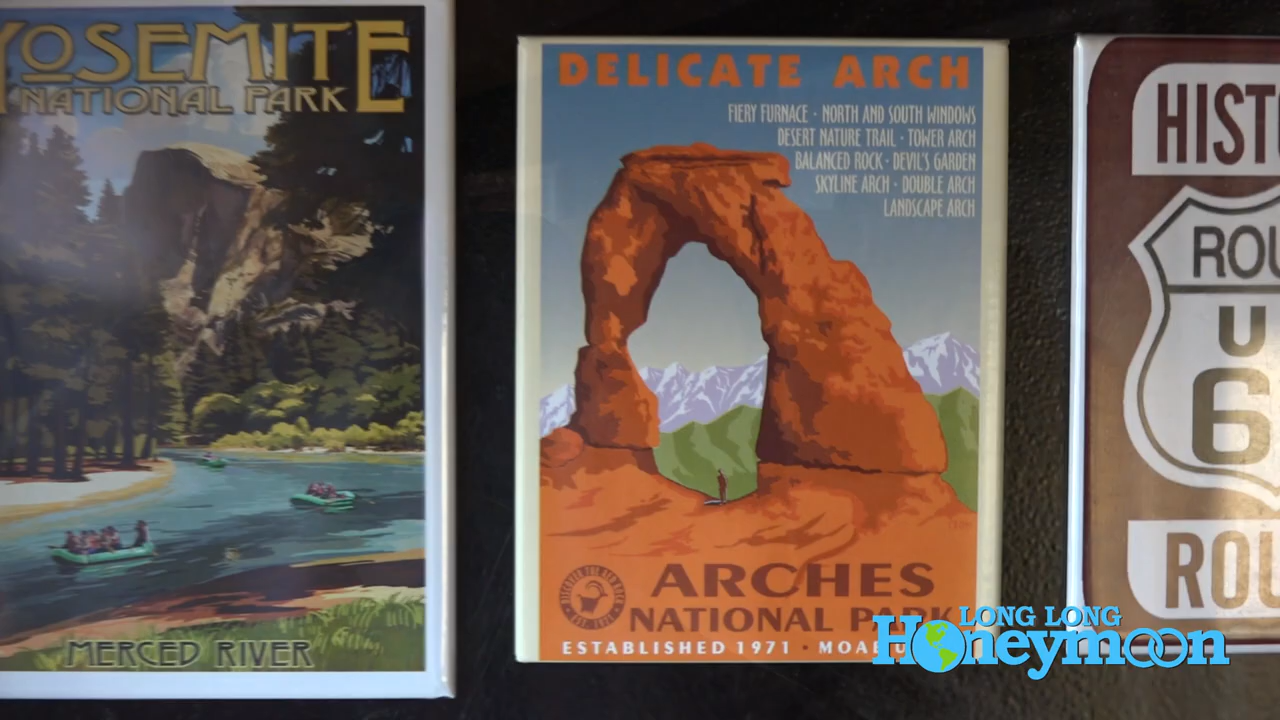 YOSEMITE
NATIONAL PARK
MERCED RIVER
DELICATE ARCH
FIERY FURNACE · NORTH AND SOUTH WINDOWS
DESERT NATURE TRAIL · TOWER ARCH
BALANCED ROCK · DEVIL'S GARDEN
SKYLINE ARCH · DOUBLE ARCH
LANDSCAPE ARCH
ARCHES
NATIONAL PARK
ESTABLISHED 1971 · MOAB U
HIST
ROU
U
6
ROU
LONG LONG
Honeymoon